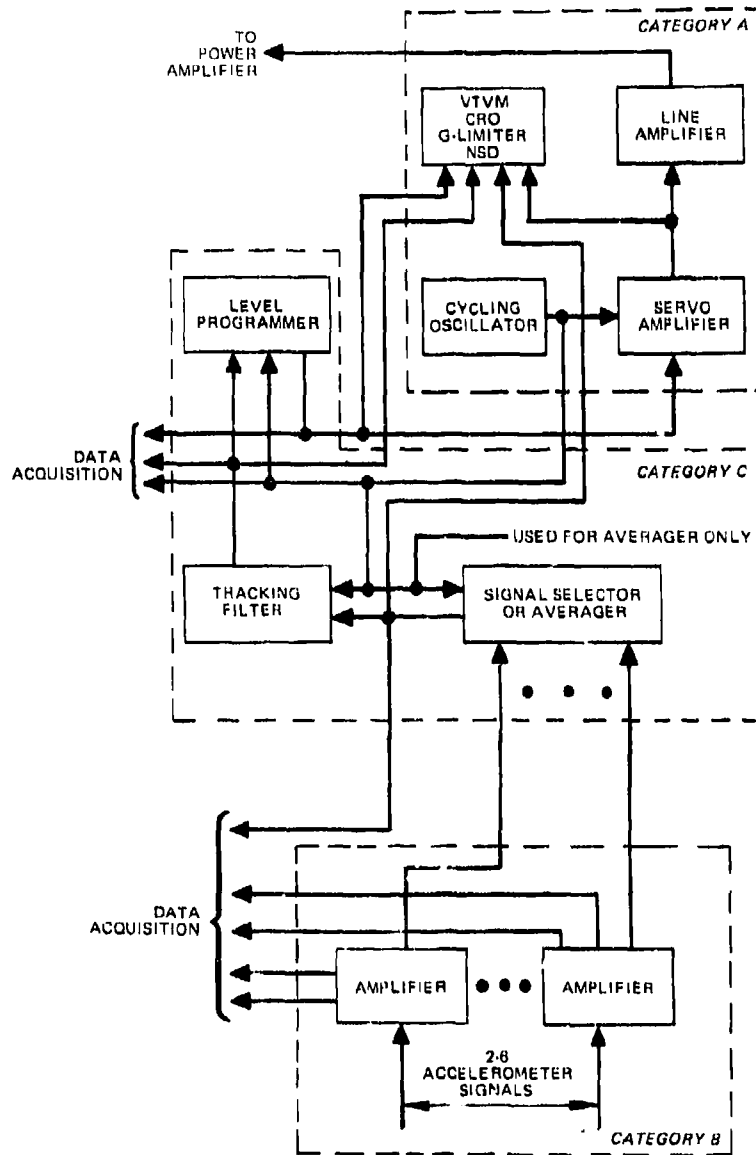 CATEGORY A
TO
POWER
AMPLIFIER
VTVM
CRO
G-LIMITER
NSD
LINE
AMPLIFIER
LEVEL
PROGRAMMER
CYCLING
OSCILLATOR
SERVO
AMPLIFIER
DATA
ACQUISITION
CATEGORY C
USED FOR AVERAGER ONLY
TRACKING
FILTER
SIGNAL SELECTOR
OR AVERAGER
DATA
ACQUISITION
AMPLIFIER
AMPLIFIER
2-6
ACCELEROMETER
SIGNALS
CATEGORY B